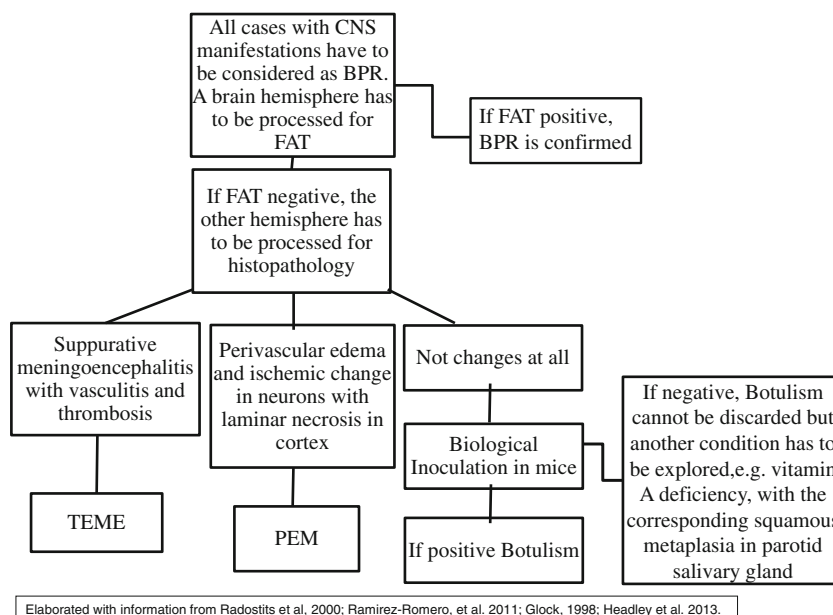 All cases with CNS
manifestations have to
be considered as BPR.
A brain hemisphere has
to be processed for
FAT
If FAT positive,
BPR is confirmed
If FAT negative, the
other hemisphere has
to be processed for
histopathology
Suppurative
meningoencephalitis
with vasculitis and
thrombosis
Perivascular edema
and ischemic change
in neurons with
laminar necrosis in
cortex
Not changes at all
If negative, Botulism
cannot be discarded but
another condition has to
be explored,e.g. vitamin
A deficiency, with the
corresponding squamous
metaplasia in parotid
salivary gland
Biological
Inoculation in mice
TEME
PEM
If positive Botulism
Elaborated with information from Radostits et al, 2000; Ramirez-Romero, et al. 2011; Glock, 1998; Headley et al. 2013.